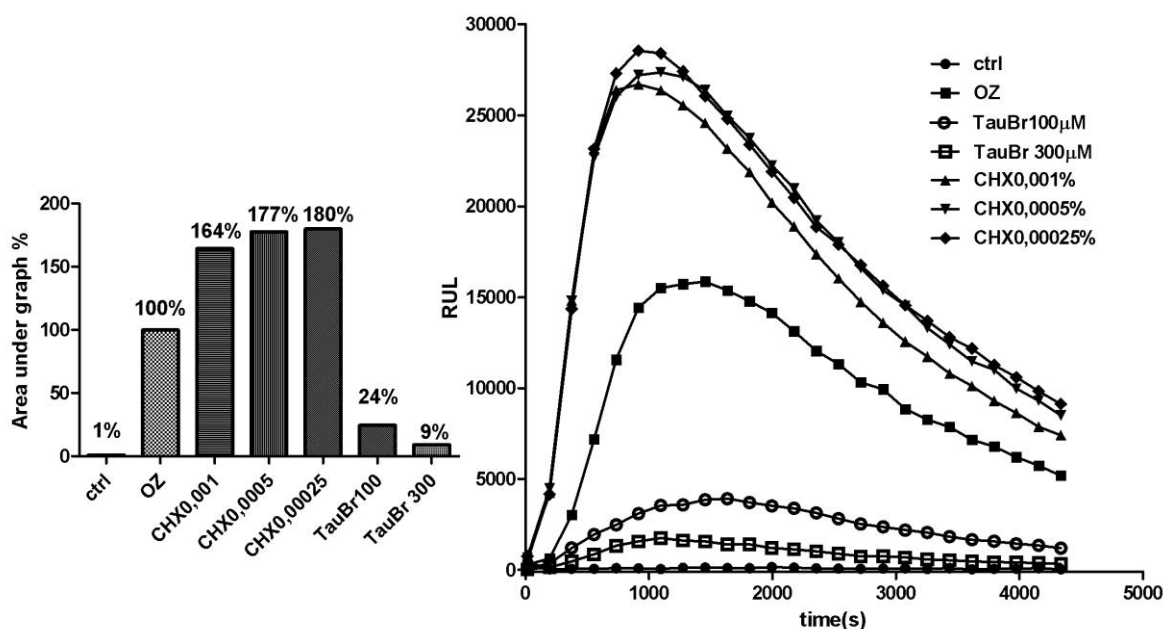 Area under graph %
200
150
100
50
0
1%
100%
164%
177%
180%
24%
9%
ctrl
OZ
CHX0,001
CHX0,0005
CHX0,00025
TauBr100
TauBr 300
RUL
30000
25000
20000
15000
10000
5000
0
0
1000
2000
3000
4000
5000
time(s)
ctrl
OZ
TauBr100μM
TauBr 300μM
CHX0,001%
CHX0,0005%
CHX0,00025%